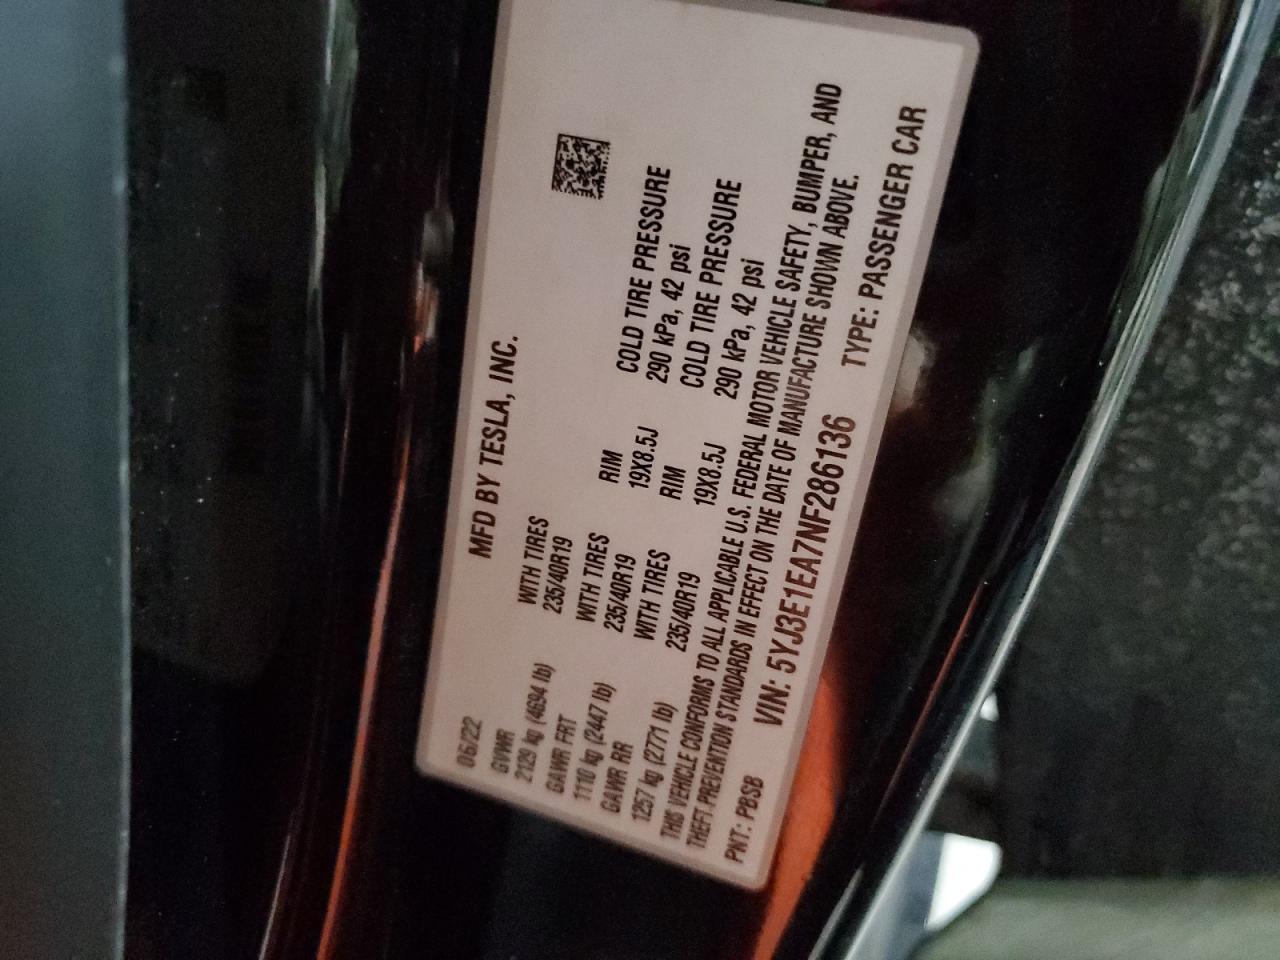 06/22 MFD BY TESLA, INC.
GVWR WITH TIRES
2129 kg (4694 lb) 235/40R19
GAWR FRT WITH TIRES RIM COLD TIRE PRESSURE
1110 kg (2447 lb) 235/40R19 19X8.5J 290 kPa, 42 psi
GAWR RR WITH TIRES RIM COLD TIRE PRESSURE
1257 kg (2771 lb) 235/40R19 19X8.5J 290 kPa, 42 psi
THIS VEHICLE CONFORMS TO ALL APPLICABLE U.S. FEDERAL MOTOR VEHICLE SAFETY, BUMPER, AND
THEFT PREVENTION STANDARDS IN EFFECT ON THE DATE OF MANUFACTURE SHOWN ABOVE.
PNT: PBSB VIN: 5YJ3E1EA7NF286136 TYPE: PASSENGER CAR